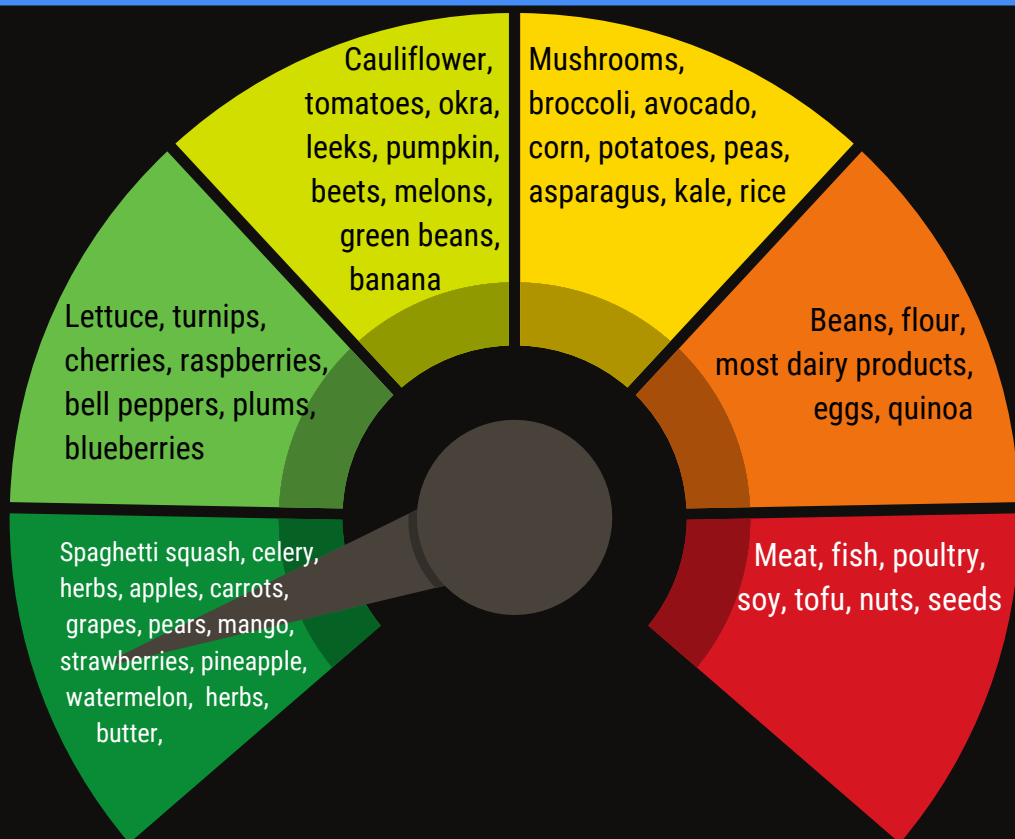 Cauliflower,
tomatoes, okra,
leeks, pumpkin,
beets, melons,
green beans,
banana
Mushrooms,
broccoli, avocado,
corn, potatoes, peas,
asparagus, kale, rice
Lettuce, turnips,
cherries, raspberries,
bell peppers, plums,
blueberries
Beans, flour,
most dairy products,
eggs, quinoa
Spaghetti squash, celery,
herbs, apples, carrots,
grapes, pears, mango,
strawberries, pineapple,
watermelon, herbs,
butter,
Meat, fish, poultry,
soy, tofu, nuts, seeds